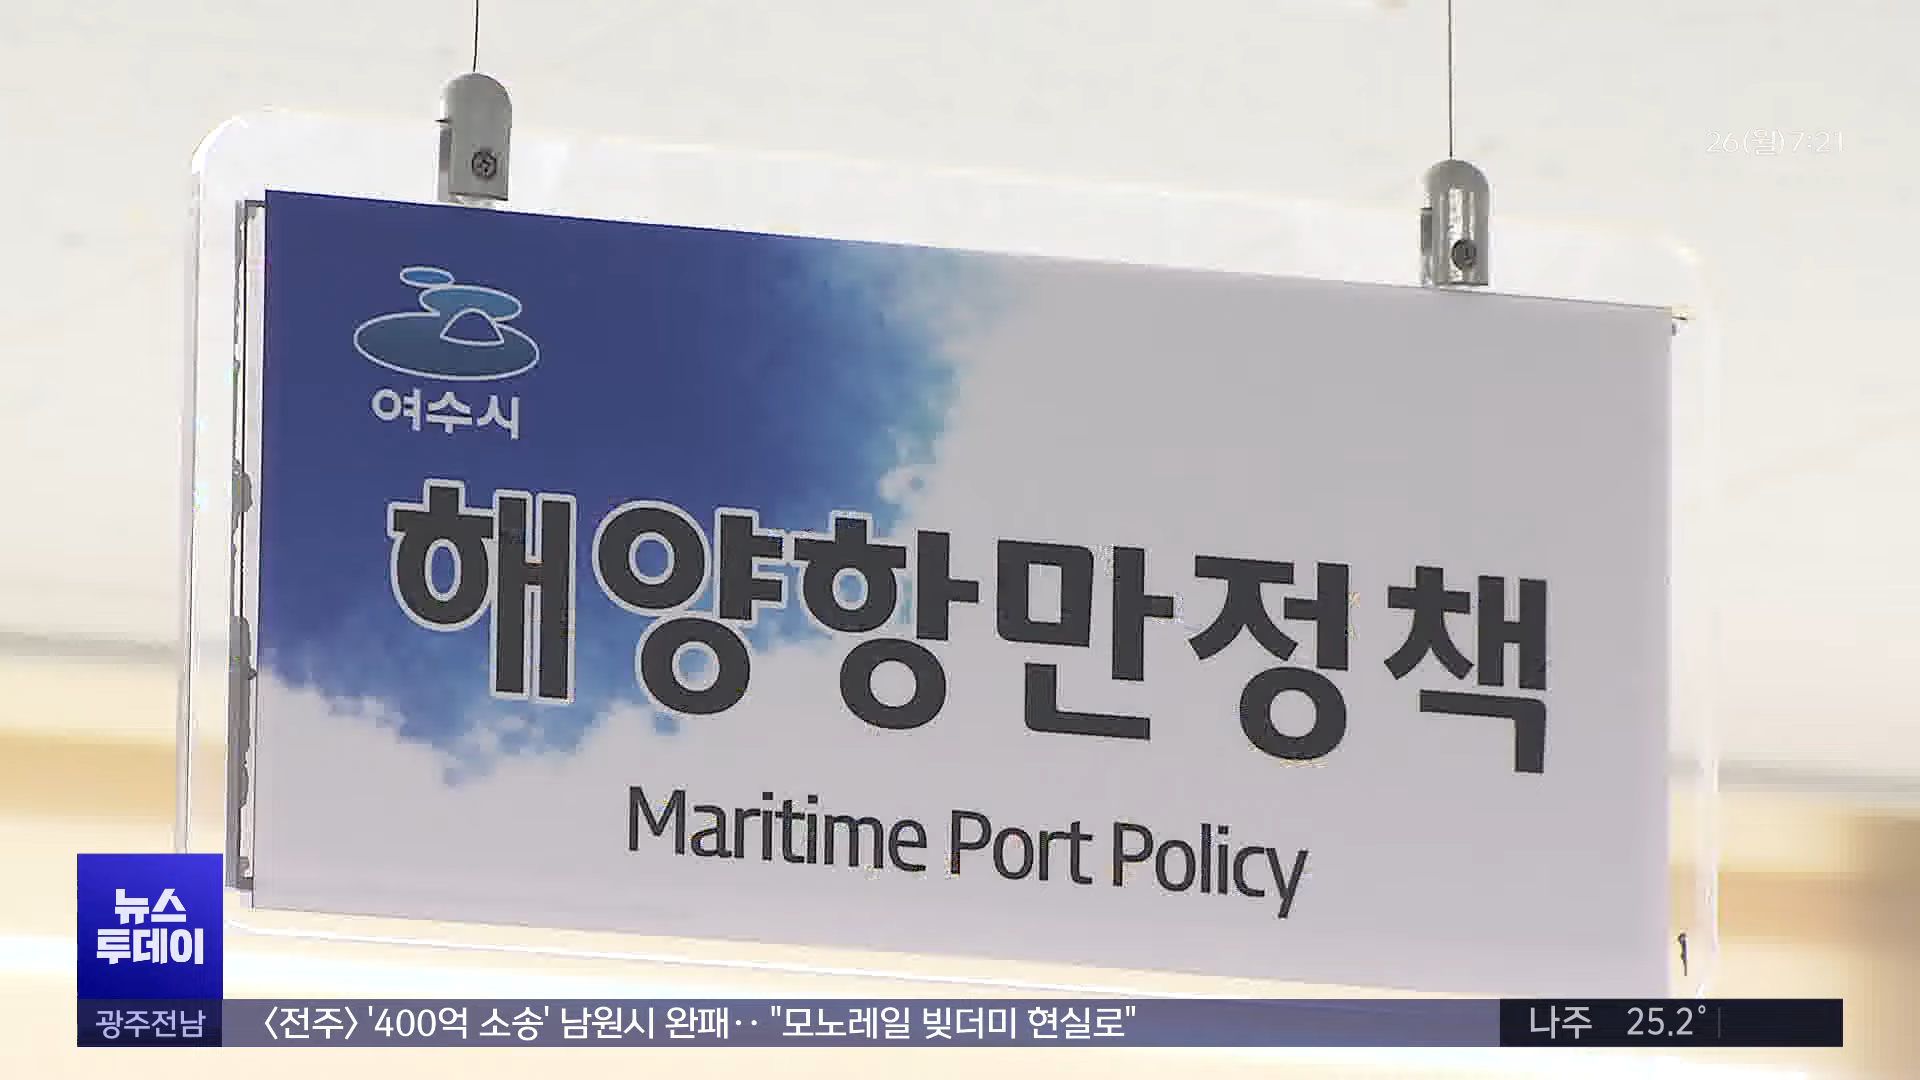 26(월)7:21
여수시
해양항만정책
Maritime Port Policy
뉴스
투데이
광주전남
〈전주〉 '400억 소송' 남원시 완패‥ "모노레일 빚더미 현실로"
나주 25.2°